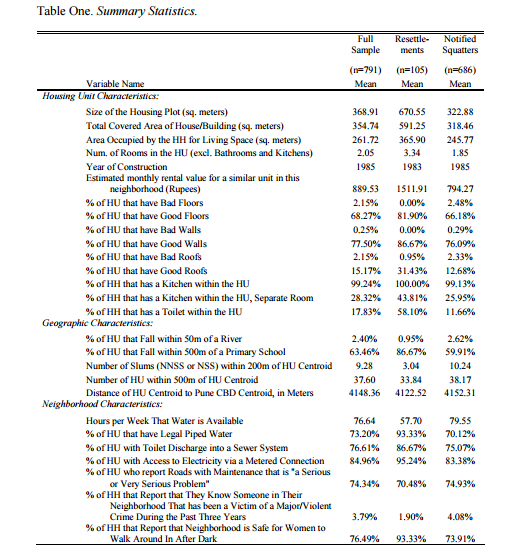 Table One. Summary Statistics.
Full Resettle- Notified
Sample ments Squatters
(n=791) (n=105) (n=686)
Variable Name Mean Mean Mean
Housing Unit Characteristics:
Size of the Housing Plot (sq. meters) 368.91 670.55 322.88
Total Covered Area of House/Building (sq. meters) 354.74 591.25 318.46
Area Occupied by the HH for Living Space (sq. meters) 261.72 365.90 245.77
Num. of Rooms in the HU (excl. Bathrooms and Kitchens) 2.05 3.34 1.85
Year of Construction 1985 1983 1985
Estimated monthly rental value for a similar unit in this
neighborhood (Rupees) 889.53 1511.91 794.27
% of HU that have Bad Floors 2.15% 0.00% 2.48%
% of HU that have Good Floors 68.27% 81.90% 66.18%
% of HU that have Bad Walls 0.25% 0.00% 0.29%
% of HU that have Good Walls 77.50% 86.67% 76.09%
% of HU that have Bad Roofs 2.15% 0.95% 2.33%
% of HU that have Good Roofs 15.17% 31.43% 12.68%
% of HH that has a Kitchen within the HU 99.24% 100.00% 99.13%
% of HH that has a Kitchen within the HU, Separate Room 28.32% 43.81% 25.95%
% of HH that has a Toilet within the HU 17.83% 58.10% 11.66%
Geographic Characteristics:
% of HU that Fall within 50m of a River 2.40% 0.95% 2.62%
% of HU that Fall within 500m of a Primary School 63.46% 86.67% 59.91%
Number of Slums (NNSS or NSS) within 200m of HU Centroid 9.28 3.04 10.24
Number of HU within 500m of HU Centroid 37.60 33.84 38.17
Distance of HU Centroid to Pune CBD Centroid, in Meters 4148.36 4122.52 4152.31
Neighborhood Characteristics:
Hours per Week That Water is Available 76.64 57.70 79.55
% of HU that have Legal Piped Water 73.20% 93.33% 70.12%
% of HU with Toilet Discharge into a Sewer System 76.61% 86.67% 75.07%
% of HU with Access to Electricity via a Metered Connection 84.96% 95.24% 83.38%
% of HU who report Roads with Maintenance that is "a Serious
or Very Serious Problem" 74.34% 70.48% 74.93%
% of HH that Report that They Know Someone in Their
Neighborhood That has been a Victim of a Major/Violent
Crime During the Past Three Years 3.79% 1.90% 4.08%
% of HH that Report that Neighborhood is Safe for Women to
Walk Around In After Dark 76.49% 93.33% 73.91%